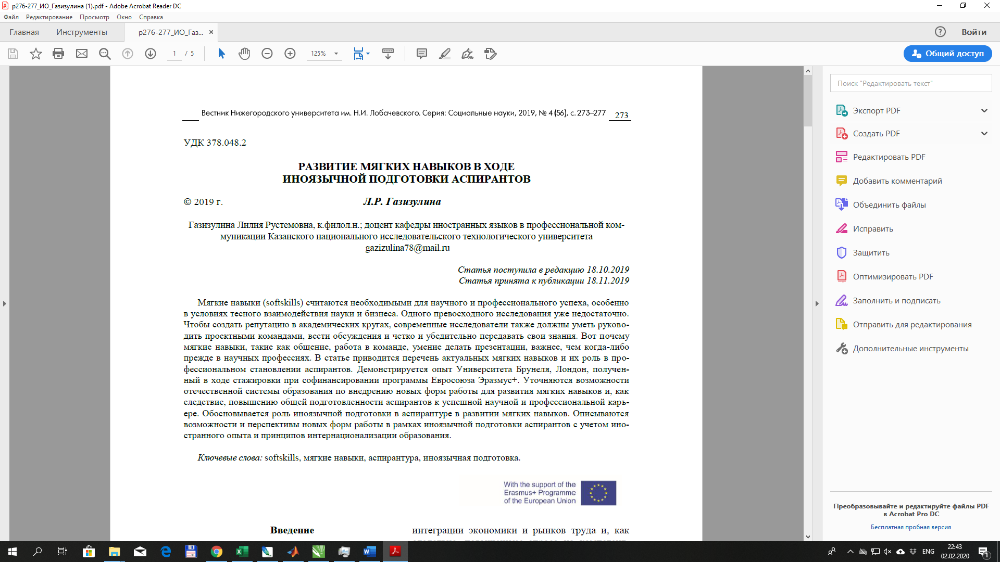 p276-277_ИО_Газизулина (1).pdf - Adobe Acrobat Reader DC
Файл Редактирование Просмотр Окно Справка
Главная Инструменты p276-277_ИО_Газ... Войти
1 / 5 125% Общий доступ
Вестник Нижегородского университета им. Н.И. Лобачевского. Серия: Социальные науки, 2019, № 4 (56), с. 273–277 273
УДК 378.048.2
РАЗВИТИЕ МЯГКИХ НАВЫКОВ В ХОДЕ
ИНОЯЗЫЧНОЙ ПОДГОТОВКИ АСПИРАНТОВ
© 2019 г. Л.Р. Газизулина
Газизулина Лилия Рустемовна, к.филол.н.; доцент кафедры иностранных языков в профессиональной ком-
муникации Казанского национального исследовательского технологического университета
gazizulina78@mail.ru
Статья поступила в редакцию 18.10.2019
Статья принята к публикации 18.11.2019
Мягкие навыки (softskills) считаются необходимыми для научного и профессионального успеха, особенно
в условиях тесного взаимодействия науки и бизнеса. Одного превосходного исследования уже недостаточно.
Чтобы создать репутацию в академических кругах, современные исследователи также должны уметь руково-
дить проектными командами, вести обсуждения и четко и убедительно передавать свои знания. Вот почему
мягкие навыки, такие как общение, работа в команде, умение делать презентации, важнее, чем когда-либо
прежде в научных профессиях. В статье приводится перечень актуальных мягких навыков и их роль в про-
фессиональном становлении аспирантов. Демонстрируется опыт Университета Брунеля, Лондон, получен-
ный в ходе стажировки при софинансировании программы Евросоюза Эразмус+. Уточняются возможности
отечественной системы образования по внедрению новых форм работы для развития мягких навыков и, как
следствие, повышению общей подготовленности аспирантов к успешной научной и профессиональной карь-
ере. Обосновывается роль иноязычной подготовки в аспирантуре в развитии мягких навыков. Описываются
возможности и перспективы новых форм работы в рамках иноязычной подготовки аспирантов с учетом ино-
странного опыта и принципов интернационализации образования.
Ключевые слова: softskills, мягкие навыки, аспирантура, иноязычная подготовка.
With the support of the
Erasmus+ Programme
of the European Union
Введение
интеграции экономики и рынков труда и, как
Поиск "Редактировать текст"
Экспорт PDF
Создать PDF
Редактировать PDF
Добавить комментарий
Объединить файлы
Исправить
Защитить
Оптимизировать PDF
Заполнить и подписать
Отправить для редактирования
Дополнительные инструменты
Преобразовывайте и редактируйте файлы PDF
в Acrobat Pro DC
Бесплатная пробная версия
ENG
22:43
02.02.2020
1